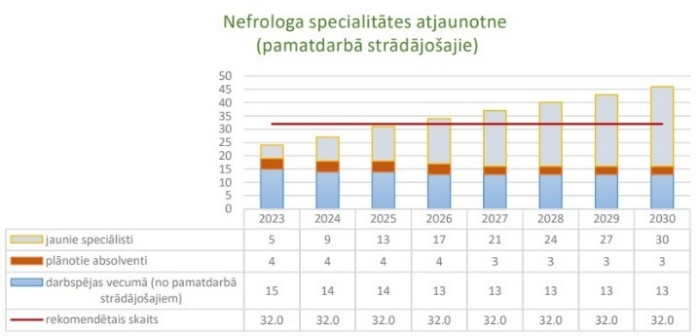 Nefrologa specialitātes atjaunotne
(pamatdarbā strādājošajie)
50
45
40
35
30
25
20
15
10
5
0
2023 2024 2025 2026 2027 2028 2029 2030
jaunie speciālisti 5 9 13 17 21 24 27 30
plānotie absolventi 4 4 4 4 3 3 3 3
darbspējas vecumā (no pamatdarbā
strādājošajiem) 15 14 14 13 13 13 13 13
rekomendētais skaits 32.0 32.0 32.0 32.0 32.0 32.0 32.0 32.0